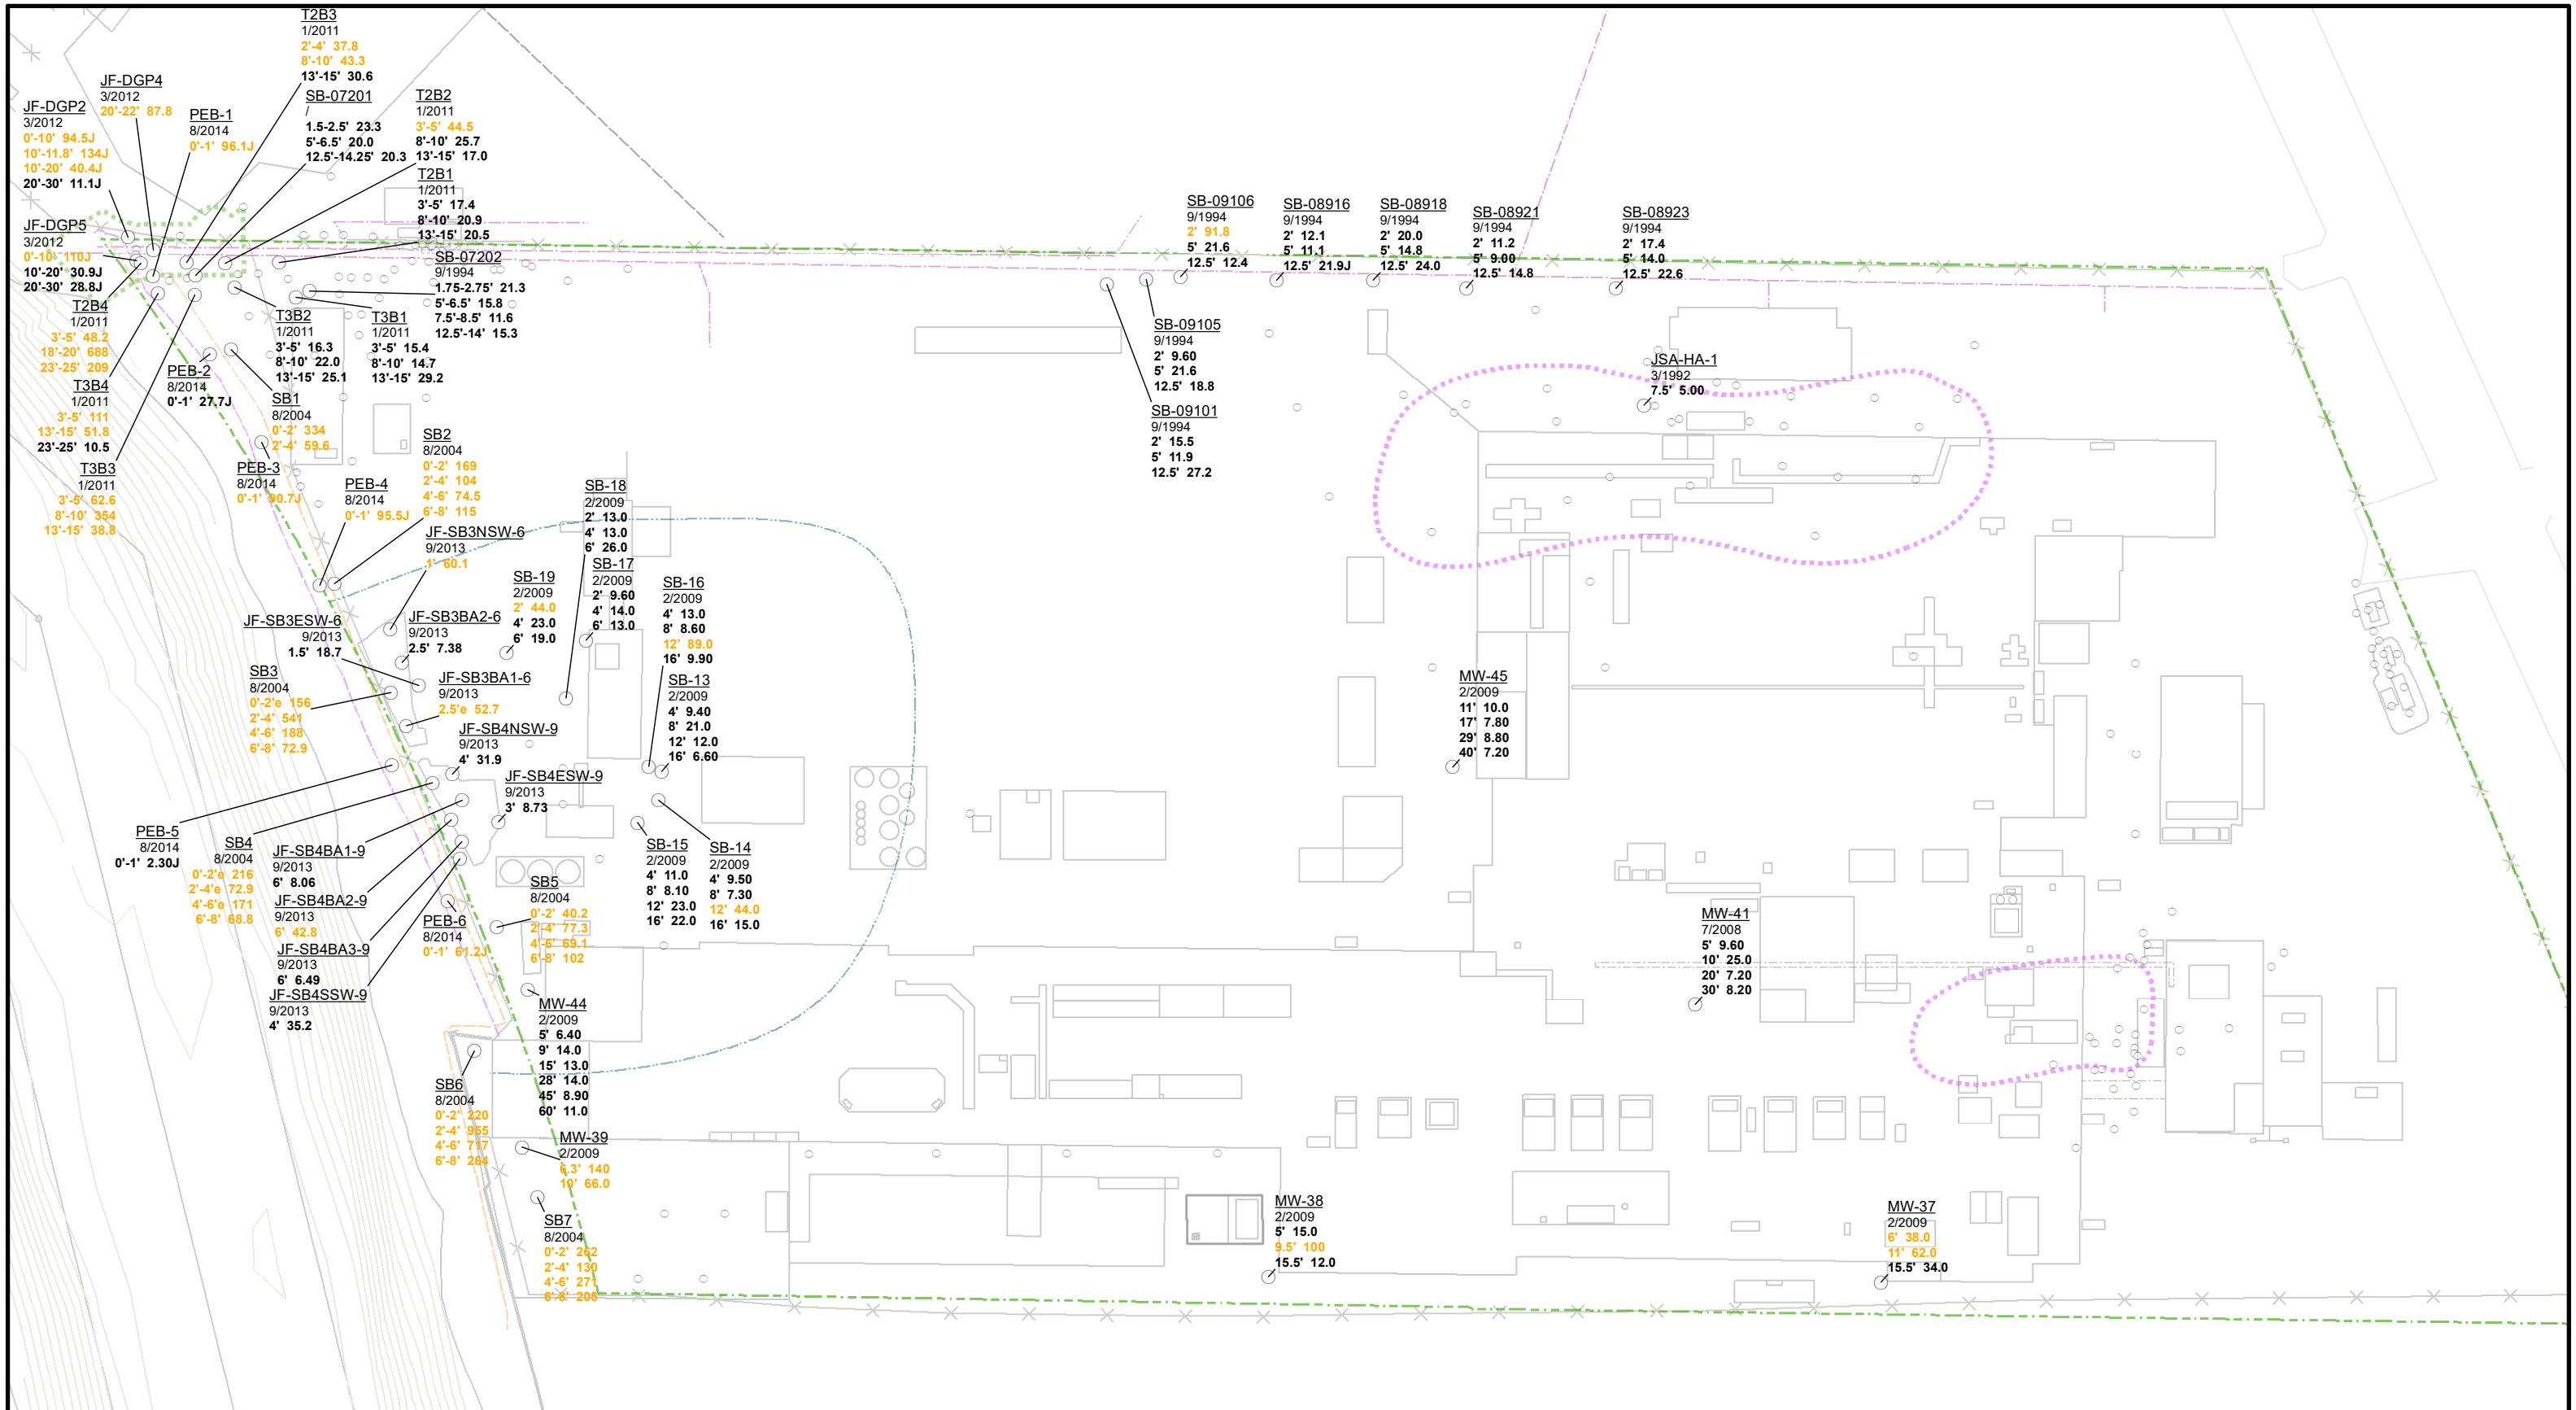 T2B3
1/2011
2'-4' 37.8
8'-10' 43.3
13'-15' 30.6
JF-DGP4
3/2012
20'-22' 87.8
JF-DGP2
3/2012
0'-10' 94.5J
10'-11.8' 134J
10'-20' 40.4J
20'-30' 11.1J
PEB-1
8/2014
0'-1' 96.1J
SB-07201
/
1.5-2.5' 23.3
5'-6.5' 20.0
12.5'-14.25' 20.3
T2B2
1/2011
3'-5' 44.5
8'-10' 25.7
13'-15' 17.0
T2B1
1/2011
3'-5' 17.4
8'-10' 20.9
13'-15' 20.5
JF-DGP5
3/2012
0'-10' 110J
10'-20' 30.9J
20'-30' 28.8J
SB-07202
9/1994
1.75-2.75' 21.3
5'-6.5' 15.8
7.5'-8.5' 11.6
12.5'-14' 15.3
T2B4
1/2011
3'-5' 48.2
18'-20' 688
23'-25' 209
T3B2
1/2011
3'-5' 16.3
8'-10' 22.0
13'-15' 25.1
T3B1
1/2011
3'-5' 15.4
8'-10' 14.7
13'-15' 29.2
T3B4
1/2011
3'-5' 111
13'-15' 51.8
23'-25' 10.5
PEB-2
8/2014
0'-1' 27.7J
SB1
8/2004
0'-2' 334
2'-4' 59.6
T3B3
1/2011
3'-5' 62.6
8'-10' 354
13'-15' 38.8
PEB-3
8/2014
0'-1' 90.7J
PEB-4
8/2014
0'-1' 95.5J
SB2
8/2004
0'-2' 169
2'-4' 104
4'-6' 74.5
6'-8' 115
JF-SB3NSW-6
9/2013
1' 60.1
SB-18
2/2009
2' 13.0
4' 13.0
6' 26.0
SB-17
2/2009
2' 9.60
4' 14.0
6' 13.0
SB-19
2/2009
2' 44.0
4' 23.0
6' 19.0
SB-16
2/2009
4' 13.0
8' 8.60
12' 89.0
16' 9.90
SB-13
2/2009
4' 9.40
8' 21.0
12' 12.0
16' 6.60
JF-SB3ESW-6
9/2013
1.5' 18.7
JF-SB3BA2-6
9/2013
2.5' 7.38
SB3
8/2004
0'-2'e 156
2'-4' 541
4'-6' 188
6'-8' 72.9
JF-SB3BA1-6
9/2013
2.5'e 52.7
JF-SB4NSW-9
9/2013
4' 31.9
JF-SB4ESW-9
9/2013
3' 8.73
PEB-5
8/2014
0'-1' 2.30J
SB4
8/2004
0'-2'e 216
2'-4'e 72.9
4'-6'e 171
6'-8' 68.8
JF-SB4BA1-9
9/2013
6' 8.06
JF-SB4BA2-9
9/2013
6' 42.8
JF-SB4BA3-9
9/2013
6' 6.49
JF-SB4SSW-9
9/2013
4' 35.2
PEB-6
8/2014
0'-1' 61.2J
SB5
8/2004
0'-2' 40.2
2'-4' 77.3
4'-6' 69.1
6'-8' 102
SB-15
2/2009
4' 11.0
8' 8.10
12' 23.0
16' 22.0
SB-14
2/2009
4' 9.50
8' 7.30
12' 44.0
16' 15.0
MW-44
2/2009
5' 6.40
9' 14.0
15' 13.0
28' 14.0
45' 8.90
60' 11.0
SB6
8/2004
0'-2' 220
2'-4' 955
4'-6' 717
6'-8' 264
MW-39
2/2009
6.3' 140
10' 66.0
SB7
8/2004
0'-2' 262
2'-4' 130
4'-6' 271
6'-8' 208
SB-09106
9/1994
2' 91.8
5' 21.6
12.5' 12.4
SB-08916
9/1994
2' 12.1
5' 11.1
12.5' 21.9J
SB-08918
9/1994
2' 20.0
5' 14.8
12.5' 24.0
SB-08921
9/1994
2' 11.2
5' 9.00
12.5' 14.8
SB-08923
9/1994
2' 17.4
5' 14.0
12.5' 22.6
SB-09105
9/1994
2' 9.60
5' 21.6
12.5' 18.8
SB-09101
9/1994
2' 15.5
5' 11.9
12.5' 27.2
JSA-HA-1
3/1992
7.5' 5.00
MW-45
2/2009
11' 10.0
17' 7.80
29' 8.80
40' 7.20
MW-41
7/2008
5' 9.60
10' 25.0
20' 7.20
30' 8.20
MW-38
2/2009
5' 15.0
9.5' 100
15.5' 12.0
MW-37
2/2009
6' 38.0
11' 62.0
15.5' 34.0